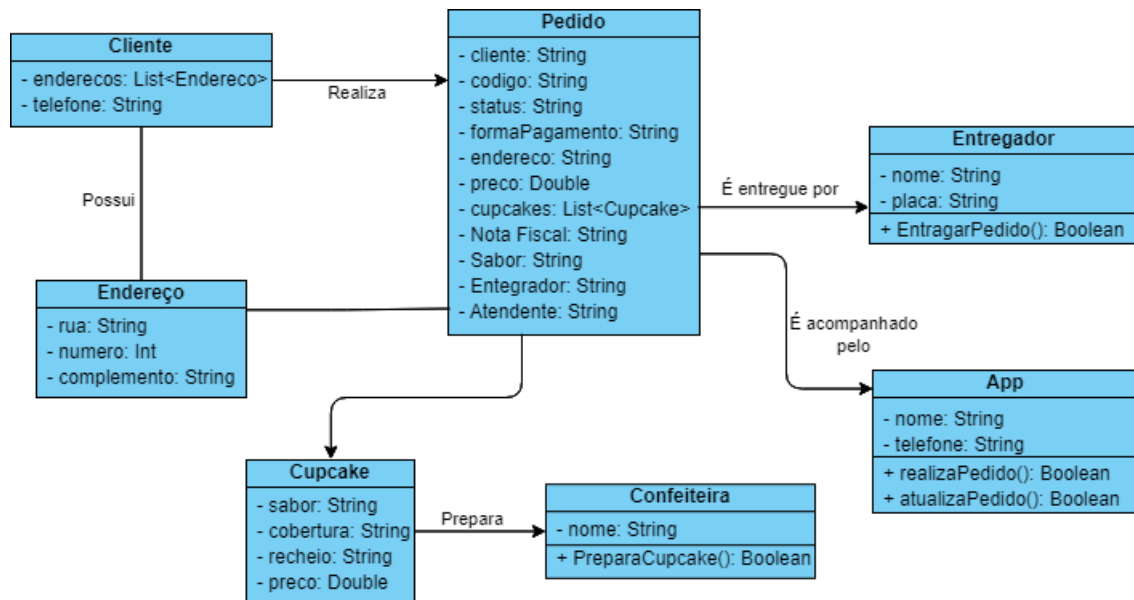 Cliente
- enderecos: List<Endereco>
- telefone: String
Realiza
Possui
Pedido
- cliente: String
- codigo: String
- status: String
- formaPagamento: String
- endereco: String
- preco: Double
- cupcakes: List<Cupcake>
- Nota Fiscal: String
- Sabor: String
- Entegrador: String
- Atendente: String
É entregue por
Entregador
- nome: String
- placa: String
+ EntragarPedido(): Boolean
Endereço
- rua: String
- numero: Int
- complemento: String
É acompanhado
pelo
App
- nome: String
- telefone: String
+ realizaPedido(): Boolean
+ atualizaPedido(): Boolean
Cupcake
- sabor: String
- cobertura: String
- recheio: String
- preco: Double
Prepara
Confeiteira
- nome: String
+ PreparaCupcake(): Boolean